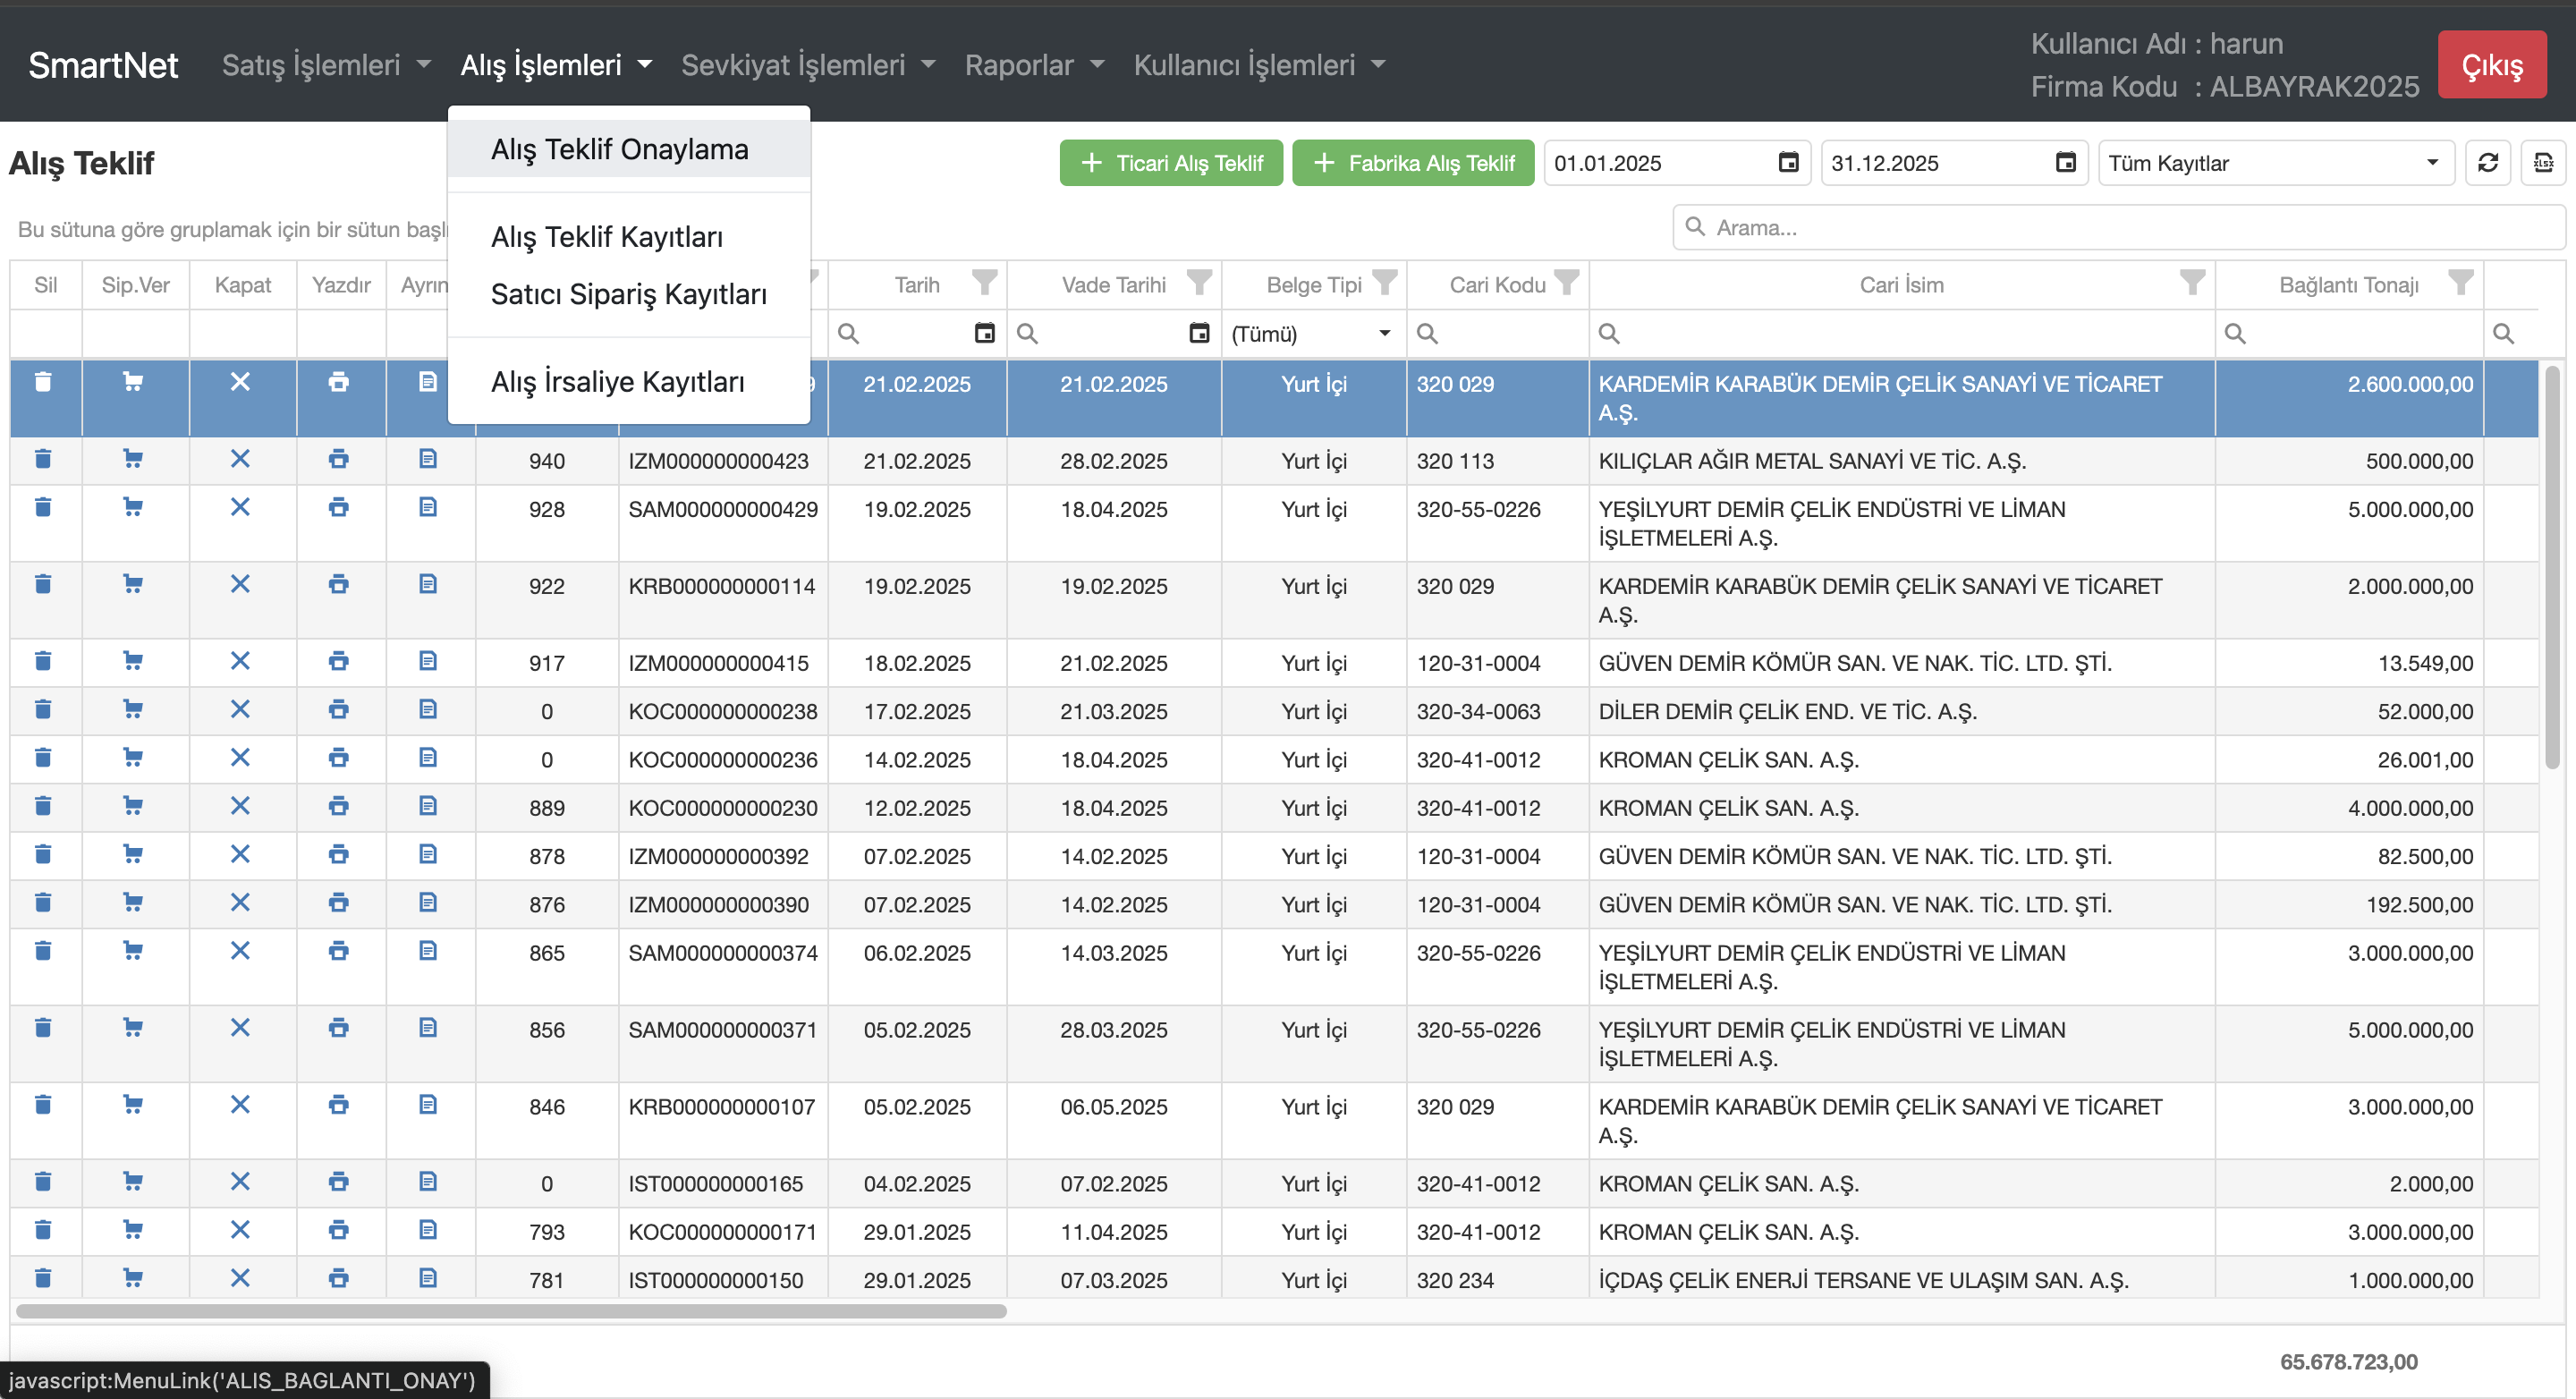 SmartNet Satış İşlemleri Alış İşlemleri Sevkiyat İşlemleri Raporlar Kullanıcı İşlemleri
Kullanıcı Adı : harun
Firma Kodu : ALBAYRAK2025
Çıkış
Alış Teklif Onaylama
Alış Teklif Kayıtları
Satıcı Sipariş Kayıtları
Alış İrsaliye Kayıtları
Alış Teklif
+ Ticari Alış Teklif + Fabrika Alış Teklif 01.01.2025 31.12.2025 Tüm Kayıtlar XLSX
Bu sütuna göre gruplamak için bir sütun
Arama...
Sil Sip.Ver Kapat Yazdır Tarih Vade Tarihi Belge Tipi Cari Kodu Cari İsim Bağlantı Tonajı
(Tümü)
21.02.2025 21.02.2025 Yurt İçi 320 029 KARDEMİR KARABÜK DEMİR ÇELİK SANAYİ VE TİCARET 2.600.000,00
A.Ş.
940 IZM000000000423 21.02.2025 28.02.2025 Yurt İçi 320 113 KILIÇLAR AĞIR METAL SANAYİ VE TİC. A.Ş. 500.000,00
928 SAM000000000429 19.02.2025 18.04.2025 Yurt İçi 320-55-0226 YEŞİLYURT DEMİR ÇELİK ENDÜSTRİ VE LİMAN 5.000.000,00
İŞLETMELERİ A.Ş.
922 KRB000000000114 19.02.2025 19.02.2025 Yurt İçi 320 029 KARDEMİR KARABÜK DEMİR ÇELİK SANAYİ VE TİCARET 2.000.000,00
A.Ş.
917 IZM000000000415 18.02.2025 21.02.2025 Yurt İçi 120-31-0004 GÜVEN DEMİR KÖMÜR SAN. VE NAK. TİC. LTD. ŞTİ. 13.549,00
0 KOC000000000238 17.02.2025 21.03.2025 Yurt İçi 320-34-0063 DİLER DEMİR ÇELİK END. VE TİC. A.Ş. 52.000,00
0 KOC000000000236 14.02.2025 18.04.2025 Yurt İçi 320-41-0012 KROMAN ÇELİK SAN. A.Ş. 26.001,00
889 KOC000000000230 12.02.2025 18.04.2025 Yurt İçi 320-41-0012 KROMAN ÇELİK SAN. A.Ş. 4.000.000,00
878 IZM000000000392 07.02.2025 14.02.2025 Yurt İçi 120-31-0004 GÜVEN DEMİR KÖMÜR SAN. VE NAK. TİC. LTD. ŞTİ. 82.500,00
876 IZM000000000390 07.02.2025 14.02.2025 Yurt İçi 120-31-0004 GÜVEN DEMİR KÖMÜR SAN. VE NAK. TİC. LTD. ŞTİ. 192.500,00
865 SAM000000000374 06.02.2025 14.03.2025 Yurt İçi 320-55-0226 YEŞİLYURT DEMİR ÇELİK ENDÜSTRİ VE LİMAN 3.000.000,00
İŞLETMELERİ A.Ş.
856 SAM000000000371 05.02.2025 28.03.2025 Yurt İçi 320-55-0226 YEŞİLYURT DEMİR ÇELİK ENDÜSTRİ VE LİMAN 5.000.000,00
İŞLETMELERİ A.Ş.
846 KRB000000000107 05.02.2025 06.05.2025 Yurt İçi 320 029 KARDEMİR KARABÜK DEMİR ÇELİK SANAYİ VE TİCARET 3.000.000,00
A.Ş.
0 IST000000000165 04.02.2025 07.02.2025 Yurt İçi 320-41-0012 KROMAN ÇELİK SAN. A.Ş. 2.000,00
793 KOC000000000171 29.01.2025 11.04.2025 Yurt İçi 320-41-0012 KROMAN ÇELİK SAN. A.Ş. 3.000.000,00
781 IST000000000150 29.01.2025 07.03.2025 Yurt İçi 320 234 İÇDAŞ ÇELİK ENERJİ TERSANE VE ULAŞIM SAN. A.Ş. 1.000.000,00
65.678.723,00
javascript:MenuLink('ALIS_BAGLANTI_ONAY')